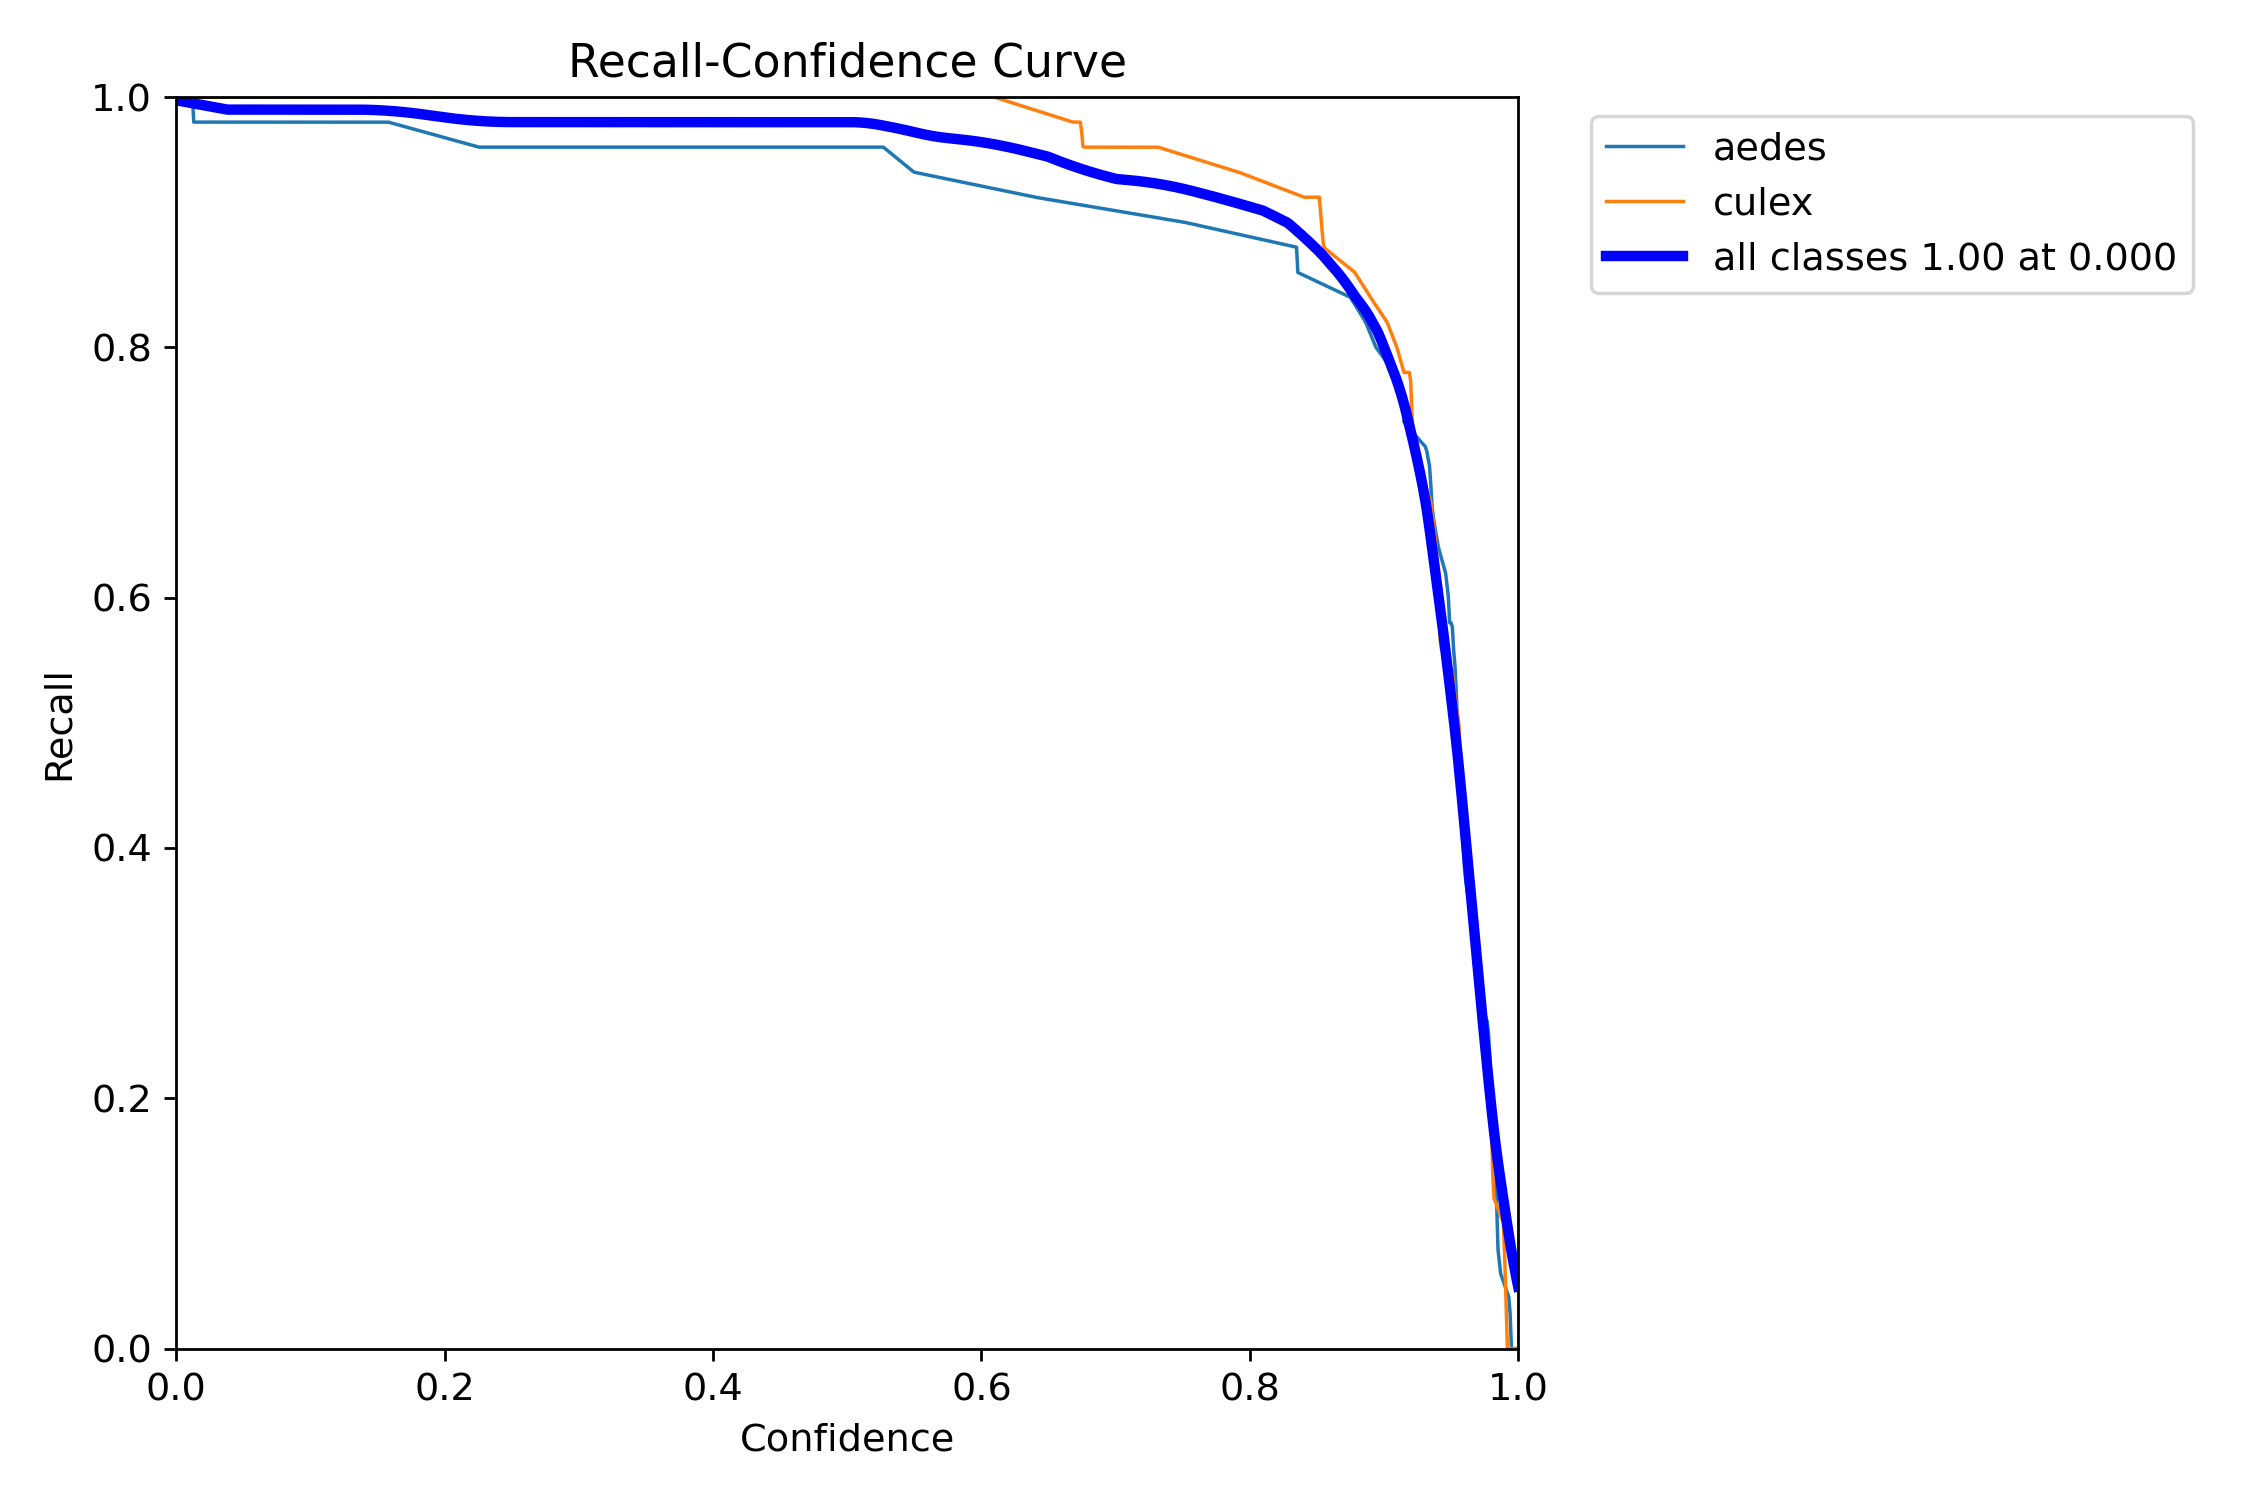 Recall-Confidence Curve
1.0
0.8
0.6
0.4
0.2
0.0
Recall
0.0 0.2 0.4 0.6 0.8 1.0
Confidence
aedes
culex
all classes 1.00 at 0.000